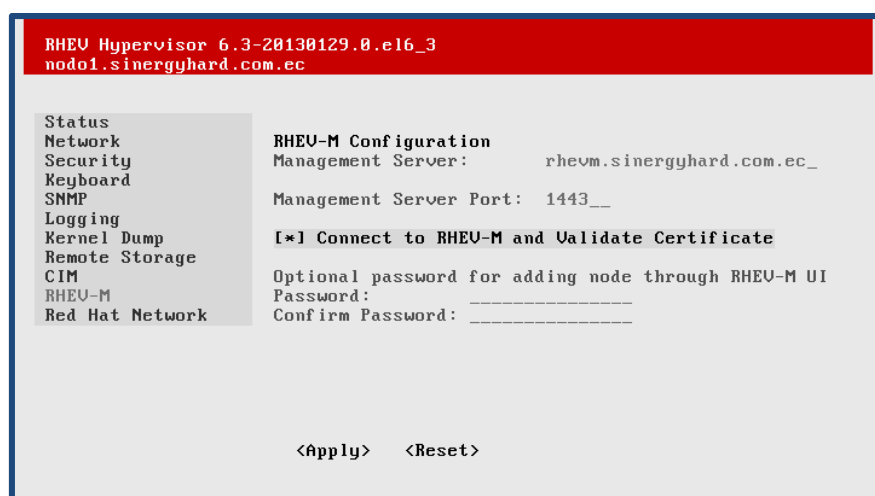 RHEV Hypervisor 6.3-20130129.0.el6_3
nodo1.sinergyhard.com.ec
Status
Network
Security
Keyboard
SNMP
Logging
Kernel Dump
Remote Storage
CIM
RHEV-M
Red Hat Network
RHEV-M Configuration
Management Server: rhevm.sinergyhard.com.ec_
Management Server Port: 1443__
[*] Connect to RHEV-M and Validate Certificate
Optional password for adding node through RHEV-M UI
Password: _______________
Confirm Password: _______________
<Apply> <Reset>